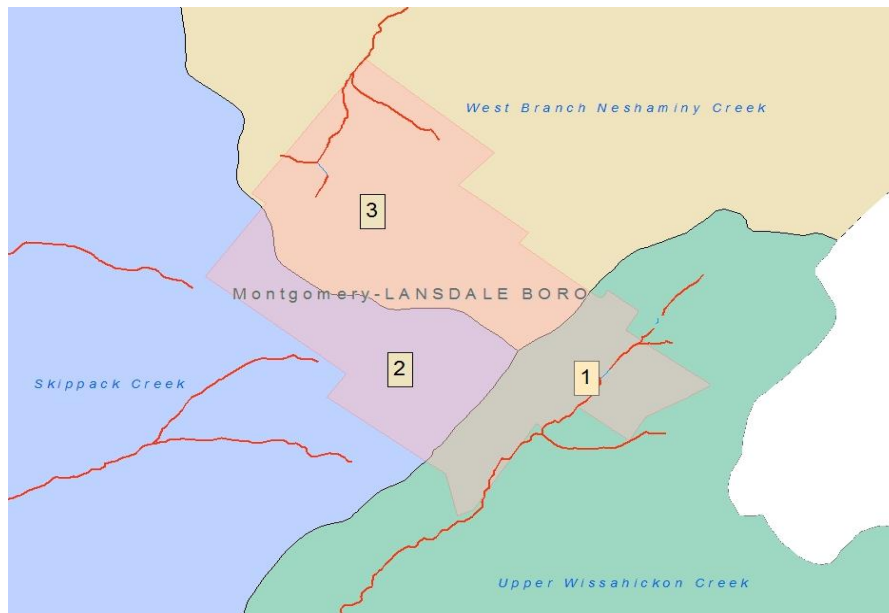 West Branch Neshaminy Creek
3
Montgomery-LANSDALE BORO
2
1
Skippack Creek
Upper Wissahickon Creek